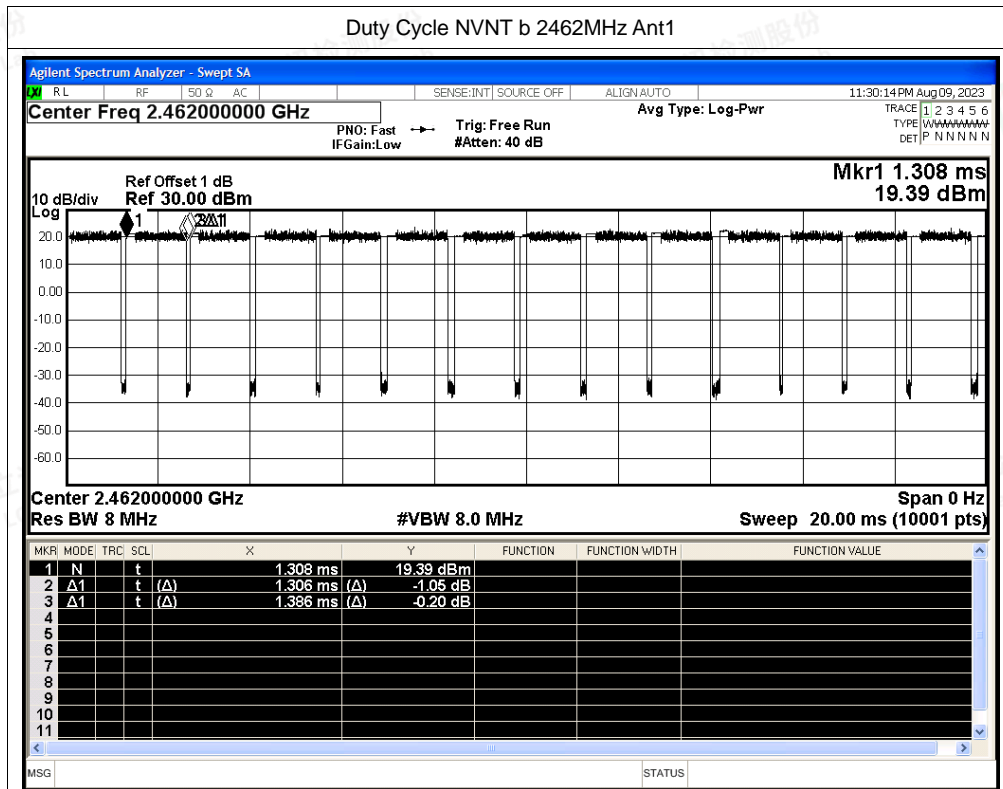 Duty Cycle NVNT b 2462MHz Ant1
Agilent Spectrum Analyzer - Swept SA
LXI RL RF 50 Ω AC SENSE:INT SOURCE OFF ALIGN AUTO 11:30:14 PM Aug 09, 2023
Center Freq 2.462000000 GHz Avg Type: Log-Pwr TRACE 1 2 3 4 5 6
PNO: Fast Trig: Free Run TYPE WWWWWW
IFGain:Low #Atten: 40 dB DET P N N N N N
Mkr1 1.308 ms
19.39 dBm
Ref Offset 1 dB
10 dB/div Ref 30.00 dBm
Log
1 2Δ1
20.0
10.0
0.00
-10.0
-20.0
-30.0
-40.0
-50.0
-60.0
Center 2.462000000 GHz Span 0 Hz
Res BW 8 MHz #VBW 8.0 MHz Sweep 20.00 ms (10001 pts)
MKR MODE TRC SCL X Y FUNCTION FUNCTION WIDTH FUNCTION VALUE
1 N t 1.308 ms 19.39 dBm
2 Δ1 t (Δ) 1.306 ms (Δ) -1.05 dB
3 Δ1 t (Δ) 1.386 ms (Δ) -0.20 dB
4
5
6
7
8
9
10
11
MSG STATUS